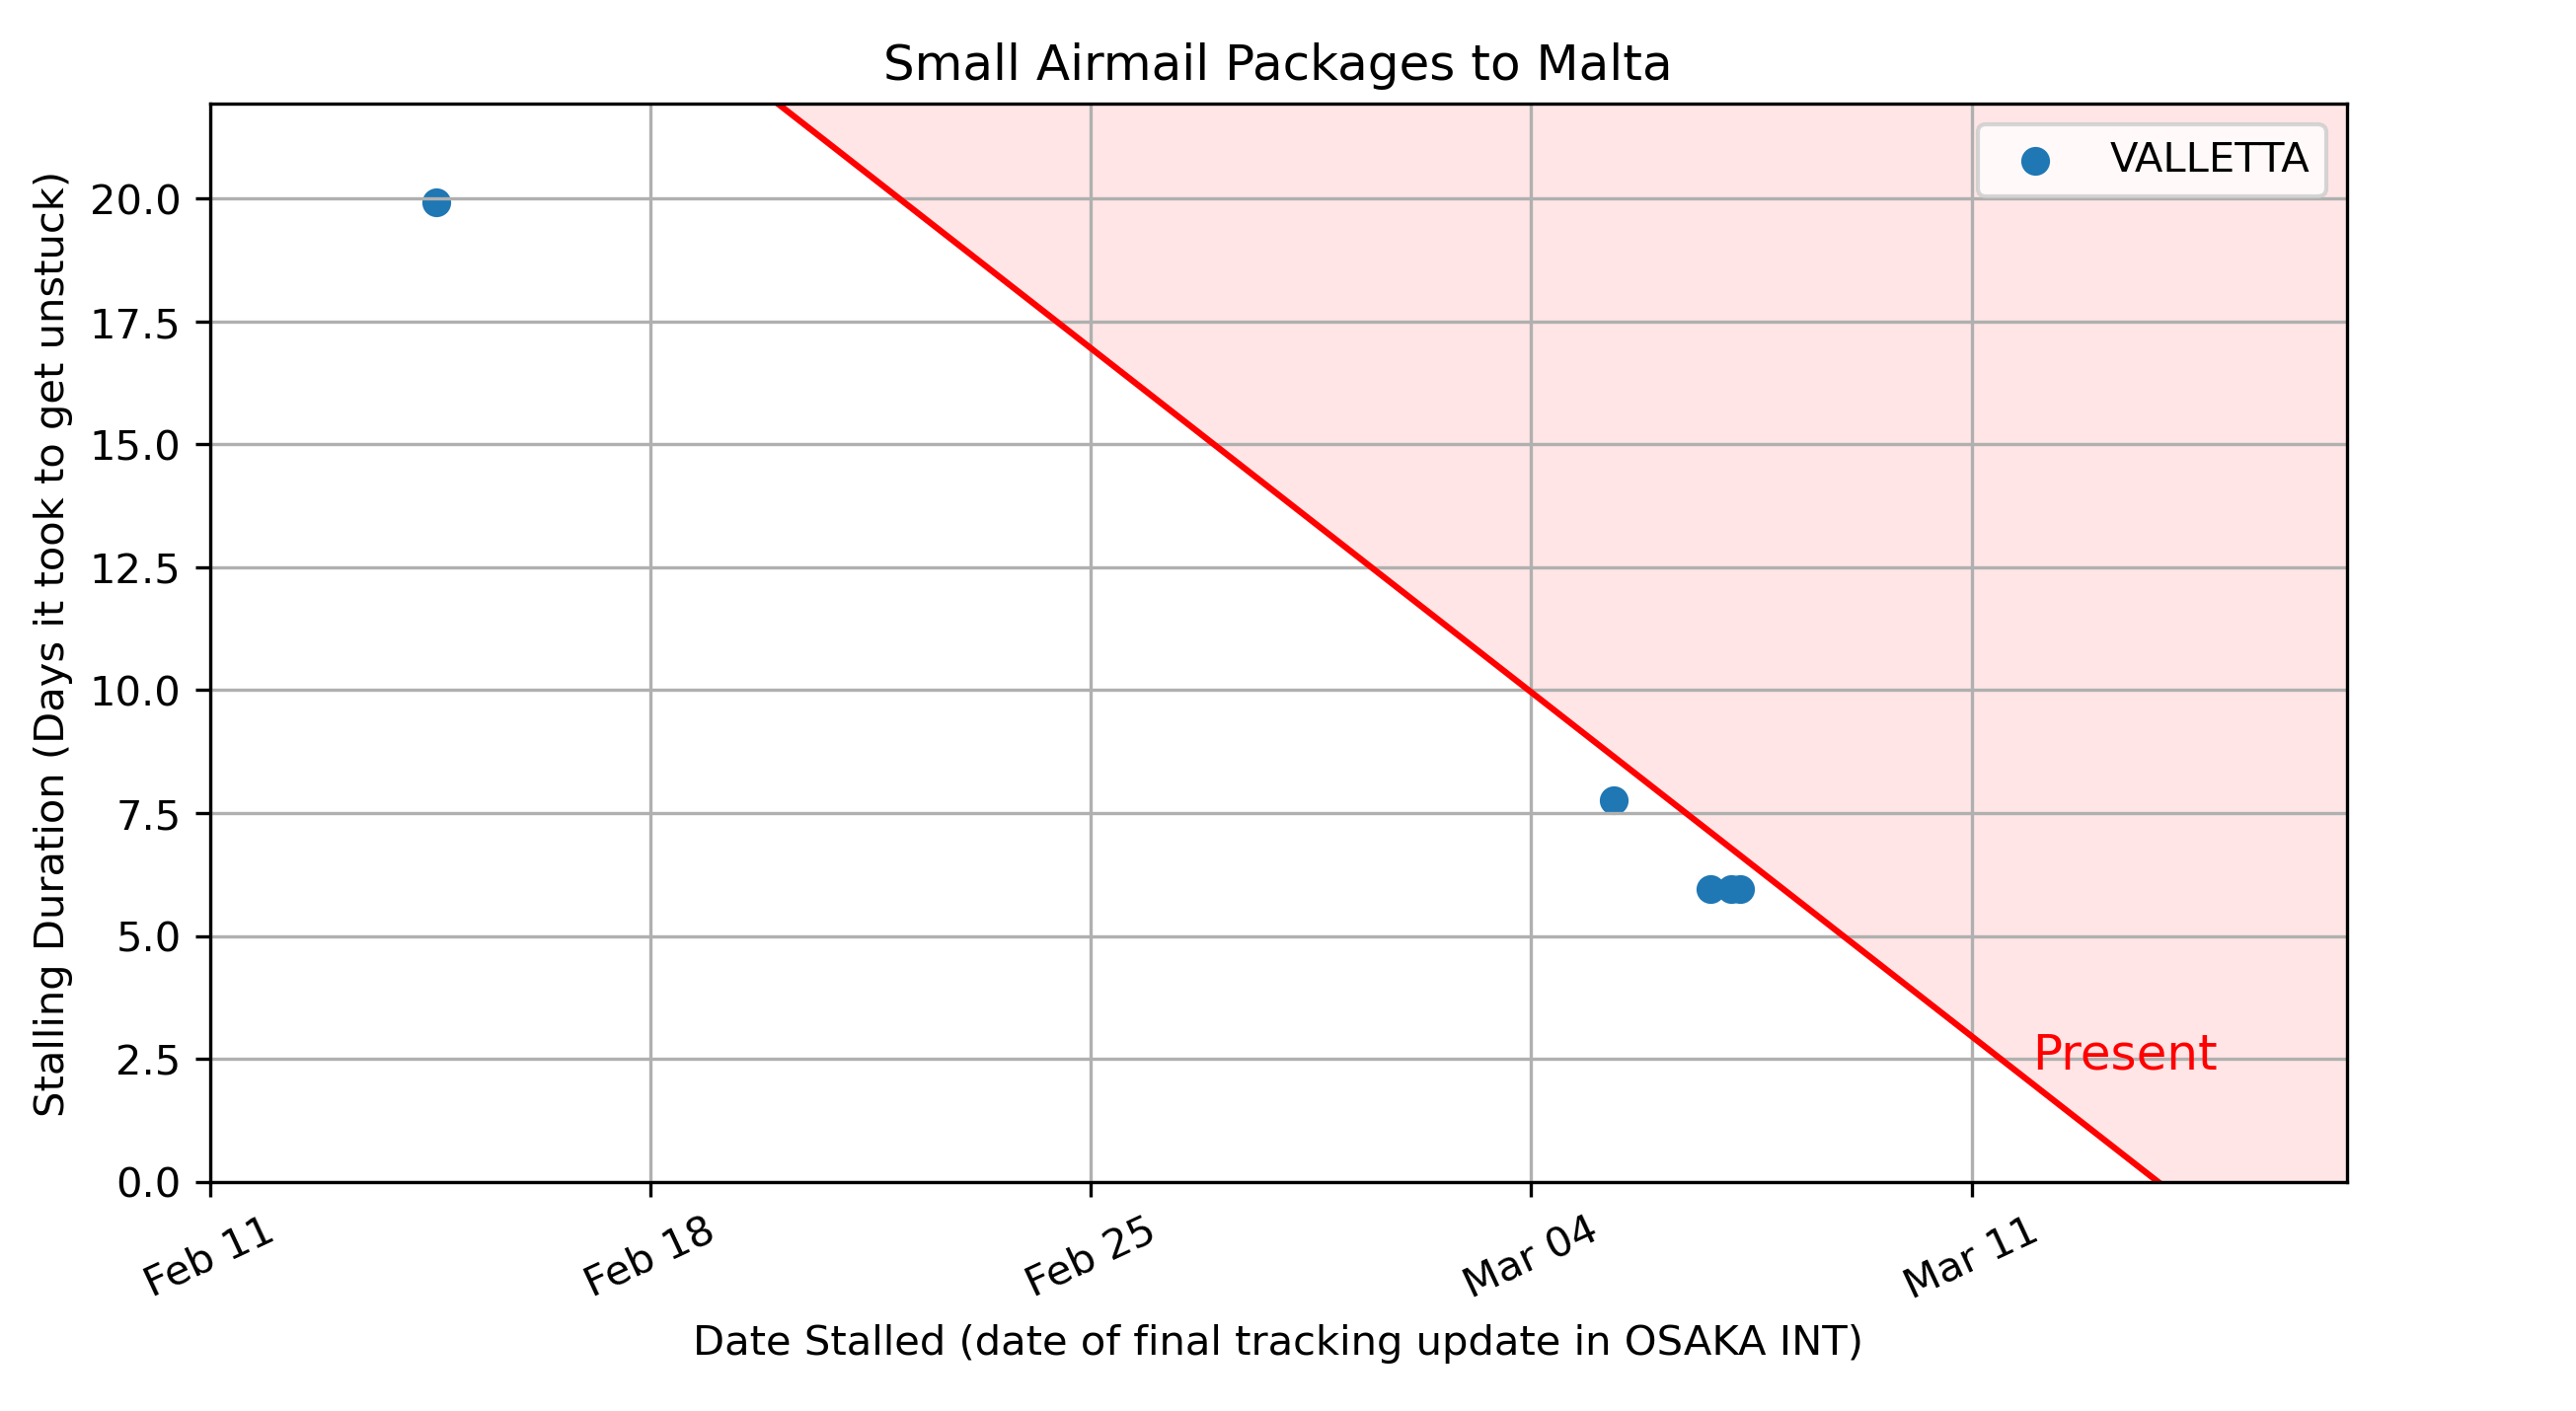 Small Airmail Packages to Malta
VALLETTA
Stalling Duration (Days it took to get unstuck)
20.0
17.5
15.0
12.5
10.0
7.5
5.0
2.5
0.0
Present
Feb 11
Feb 18
Feb 25
Mar 04
Mar 11
Date Stalled (date of final tracking update in OSAKA INT)